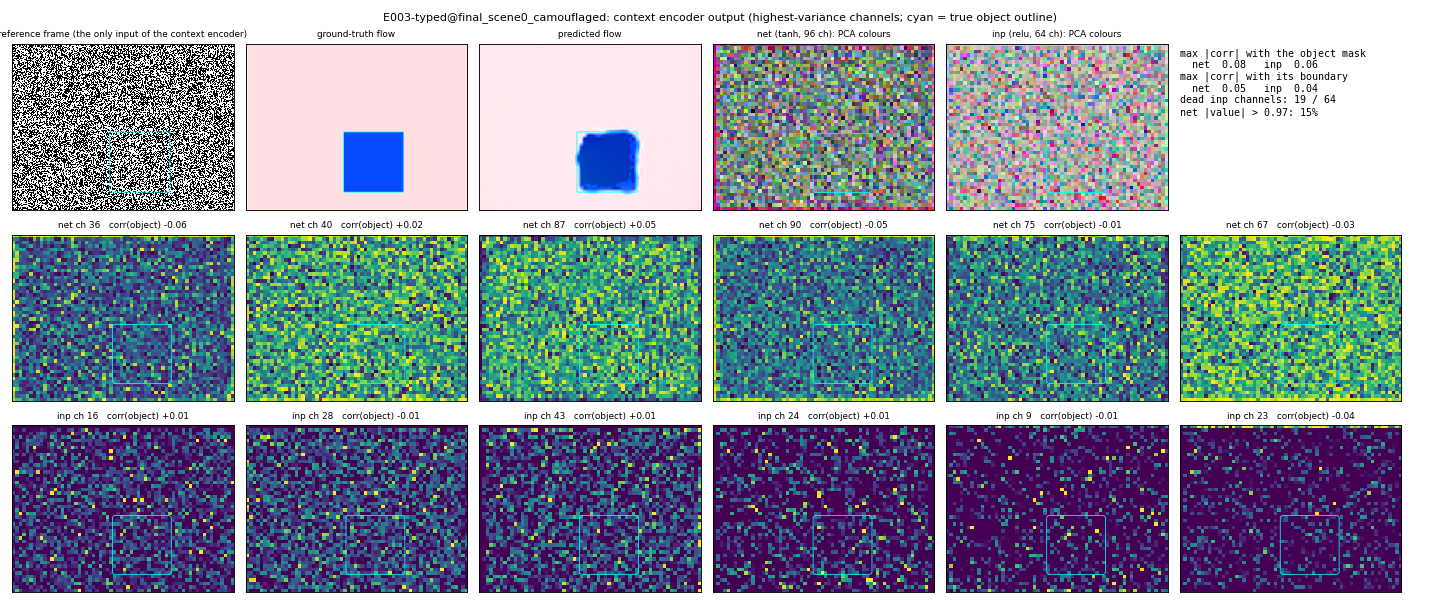 E003-typed@final_scene0_camouflaged: context encoder output (highest-variance channels; cyan = true object outline)
reference frame (the only input of the context encoder)
ground-truth flow
predicted flow
net (tanh, 96 ch): PCA colours
inp (relu, 64 ch): PCA colours
max |corr| with the object mask
net 0.08 inp 0.06
max |corr| with its boundary
net 0.05 inp 0.04
dead inp channels: 19 / 64
net |value| > 0.97: 15%
net ch 36 corr(object) -0.06
net ch 40 corr(object) +0.02
net ch 87 corr(object) +0.05
net ch 90 corr(object) -0.05
net ch 75 corr(object) -0.01
net ch 67 corr(object) -0.03
inp ch 16 corr(object) +0.01
inp ch 28 corr(object) -0.01
inp ch 43 corr(object) +0.01
inp ch 24 corr(object) +0.01
inp ch 9 corr(object) -0.01
inp ch 23 corr(object) -0.04